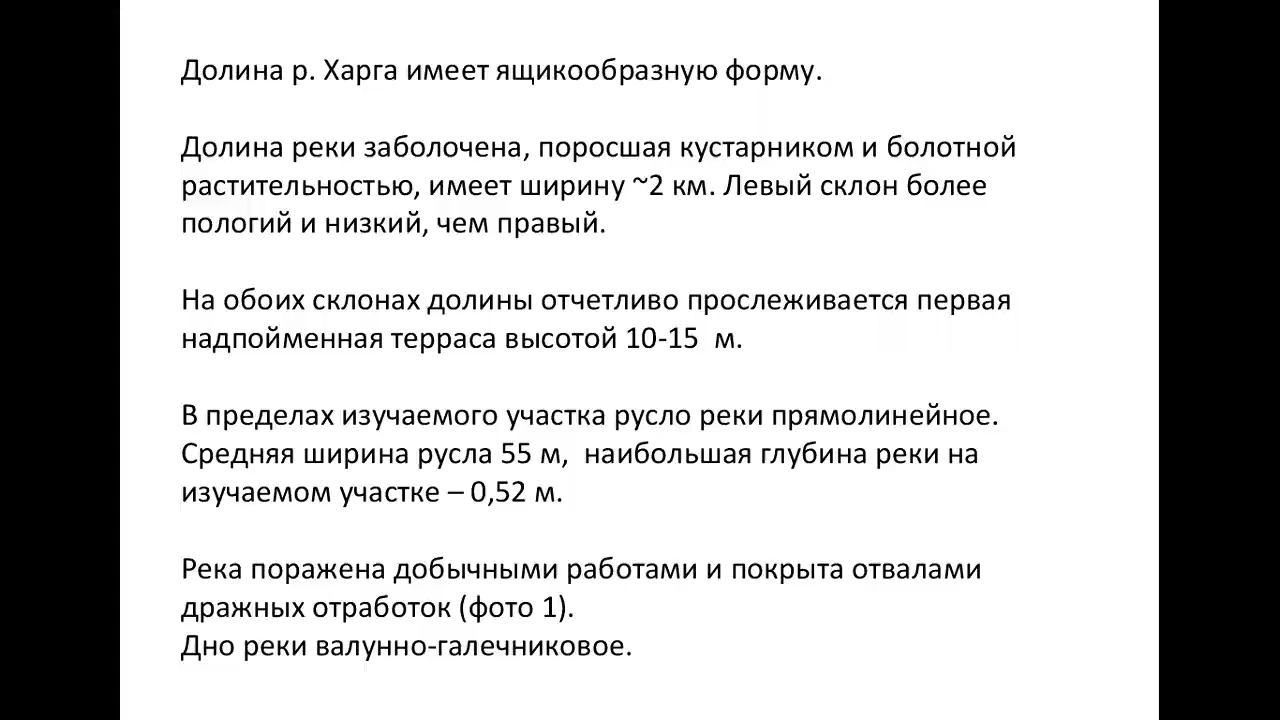 Долина р. Харга имеет ящикообразную форму.
Долина реки заболочена, поросшая кустарником и болотной
растительностью, имеет ширину ~2 км. Левый склон более
пологий и низкий, чем правый.
На обоих склонах долины отчетливо прослеживается первая
надпойменная терраса высотой 10-15  м.
В пределах изучаемого участка русло реки прямолинейное.
Средняя ширина русла 55 м,  наибольшая глубина реки на
изучаемом участке – 0,52 м.
Река поражена добычными работами и покрыта отвалами
дражных отработок (фото 1).
Дно реки валунно-галечниковое.